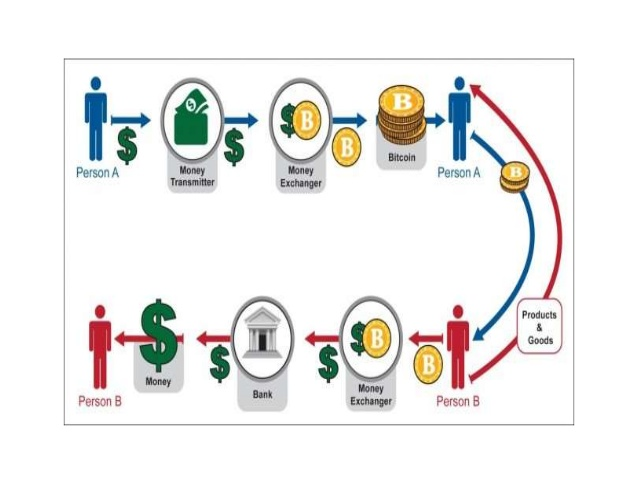 Person A
Money
Transmitter
Money
Exchanger
Bitcoin
Person A
Products
&
Goods
Person B
Money
Bank
Money
Exchanger
Person B